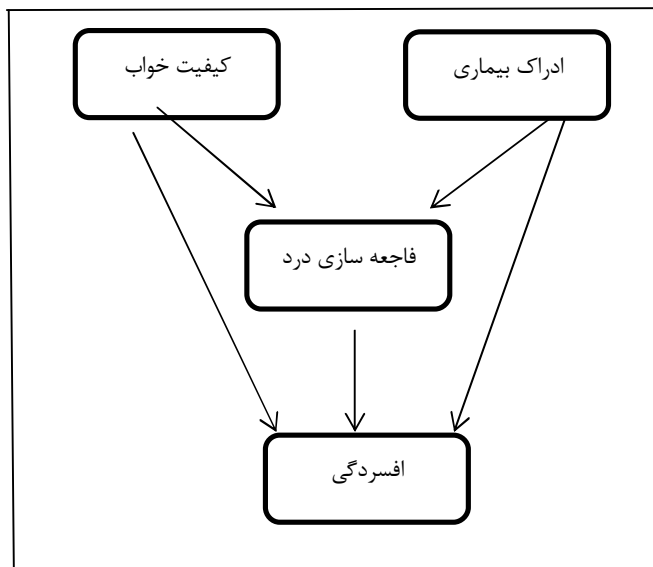 ادراک بیماری
کیفیت خواب
فاجعه سازی درد
افسردگی